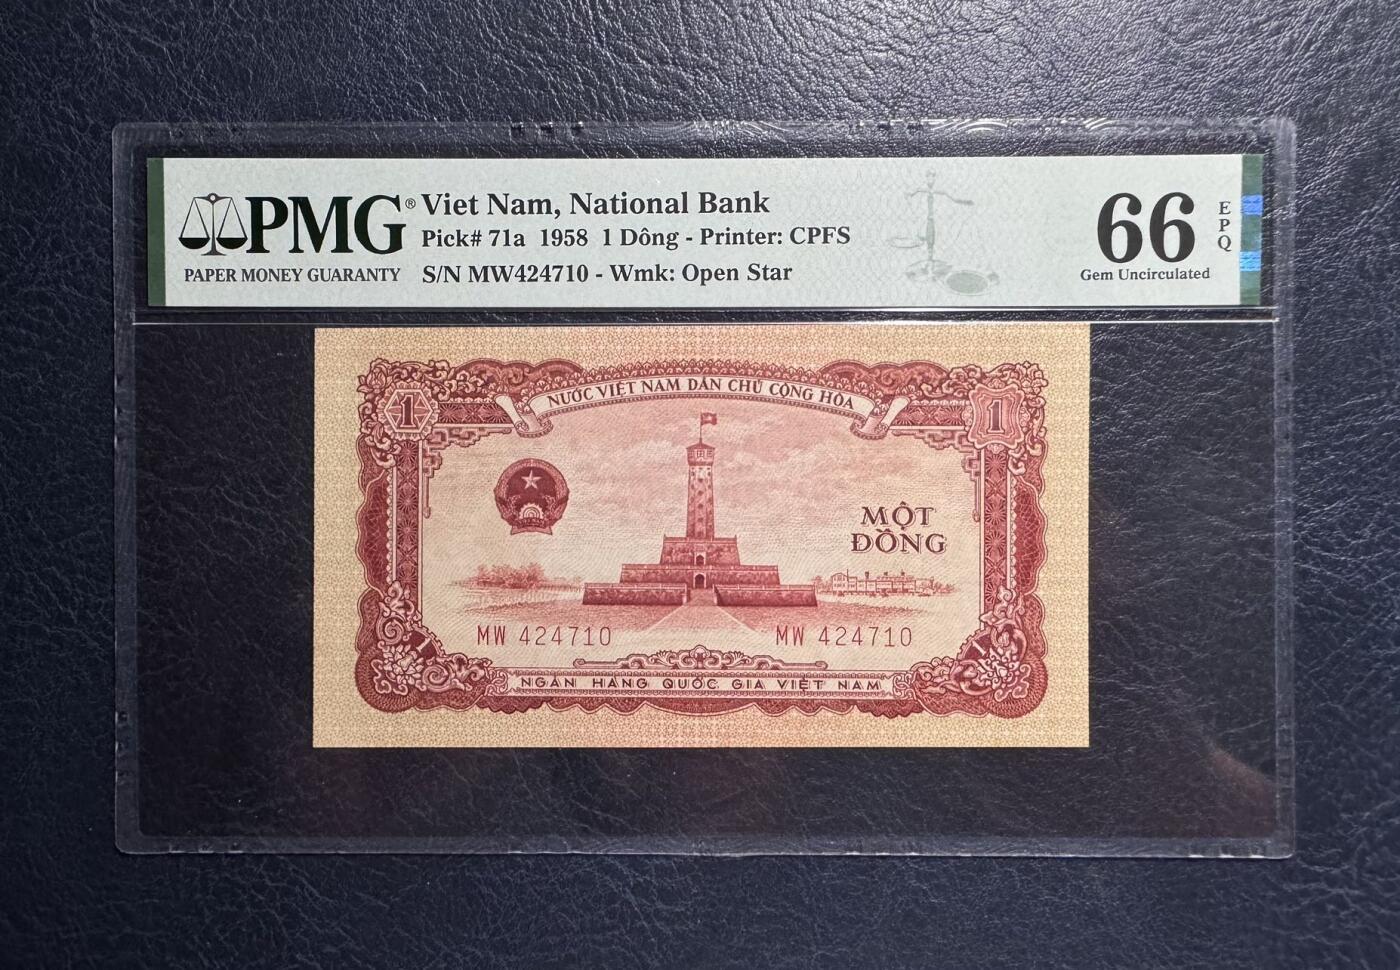 PMG®
PAPER MONEY GUARANTY
Viet Nam, National Bank
Pick# 71a 1958 1 Dông - Printer: CPFS
S/N MW424710 - Wmk: Open Star
66
EPQ
Gem Uncirculated
NƯỚC VIỆT NAM DÂN CHỦ CỘNG HÒA
1
1
MỘT
ĐỒNG
MW 424710
MW 424710
1
1
NGÂN HÀNG QUỐC GIA VIỆT NAM